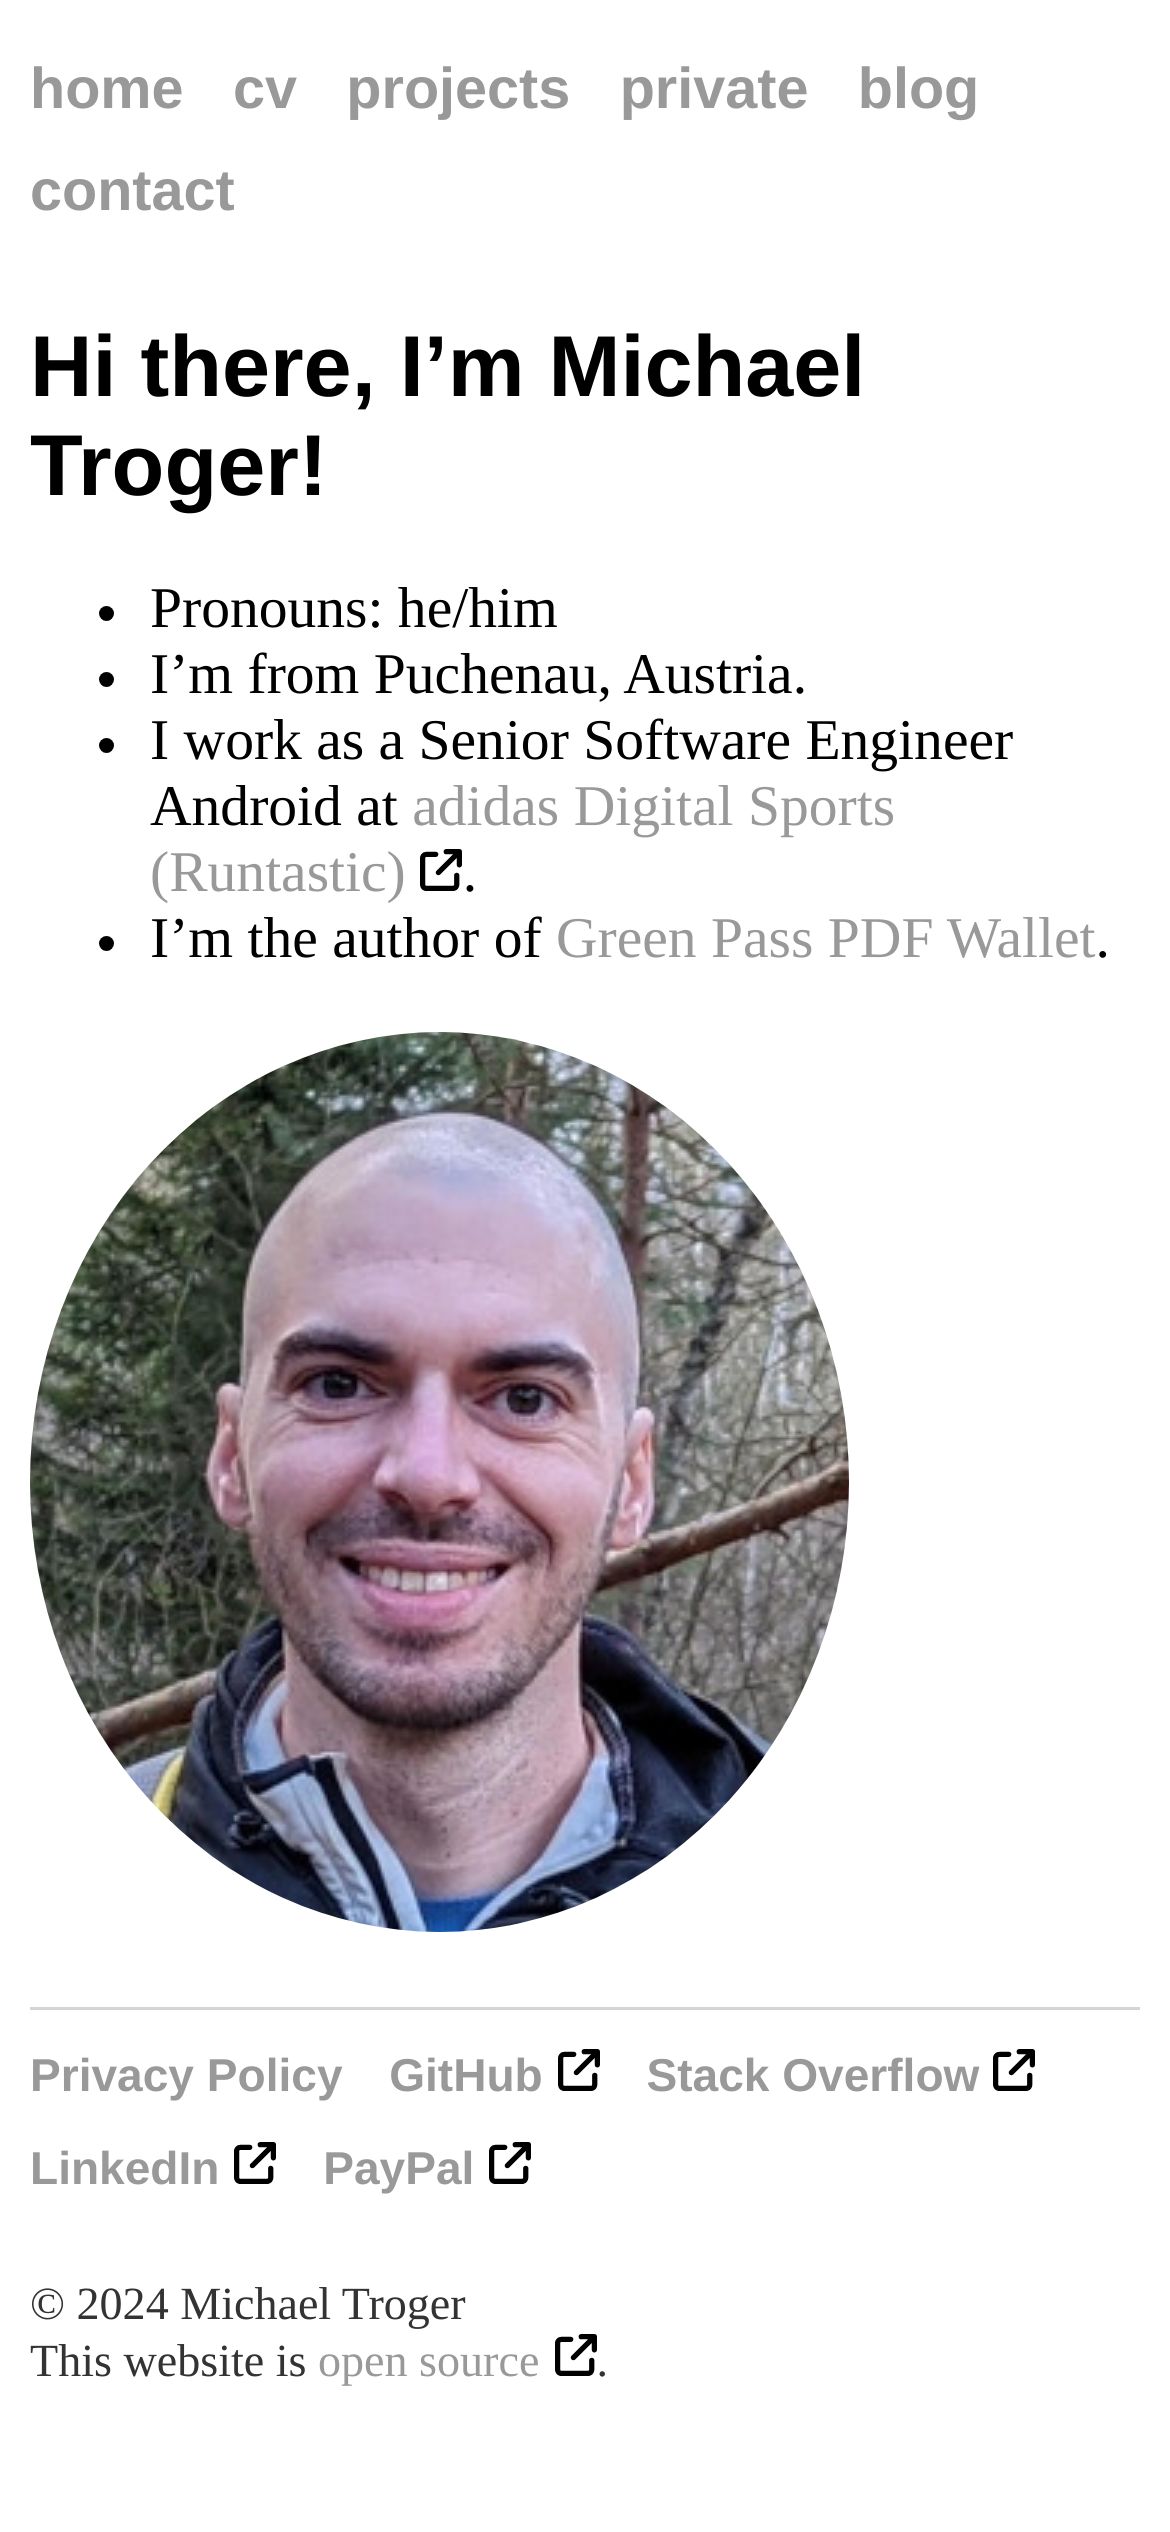 home cv projects private blog
contact
Hi there, I’m Michael
Troger!
• Pronouns: he/him
• I’m from Puchenau, Austria.
• I work as a Senior Software Engineer
Android at adidas Digital Sports
(Runtastic) .
• I’m the author of Green Pass PDF Wallet.
Privacy Policy GitHub Stack Overflow
LinkedIn PayPal
© 2024 Michael Troger
This website is open source .